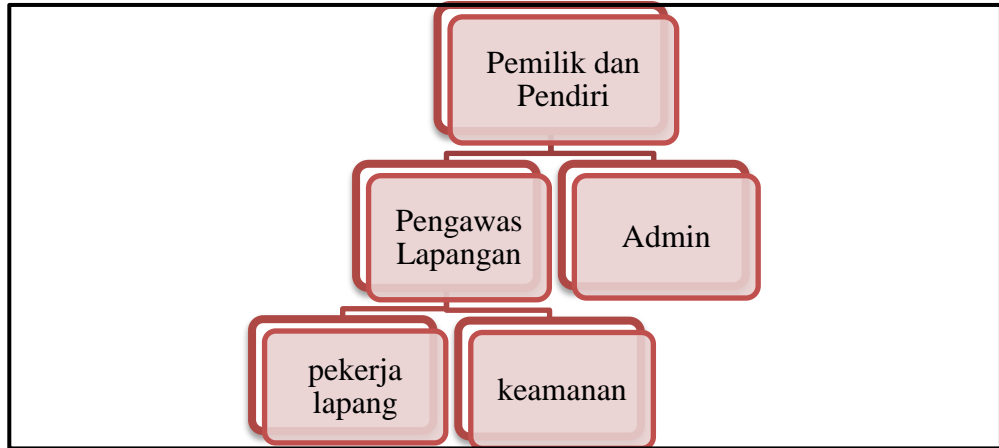 Pemilik dan
Pendiri
Pengawas
Lapangan
Admin
pekerja
lapang
keamanan